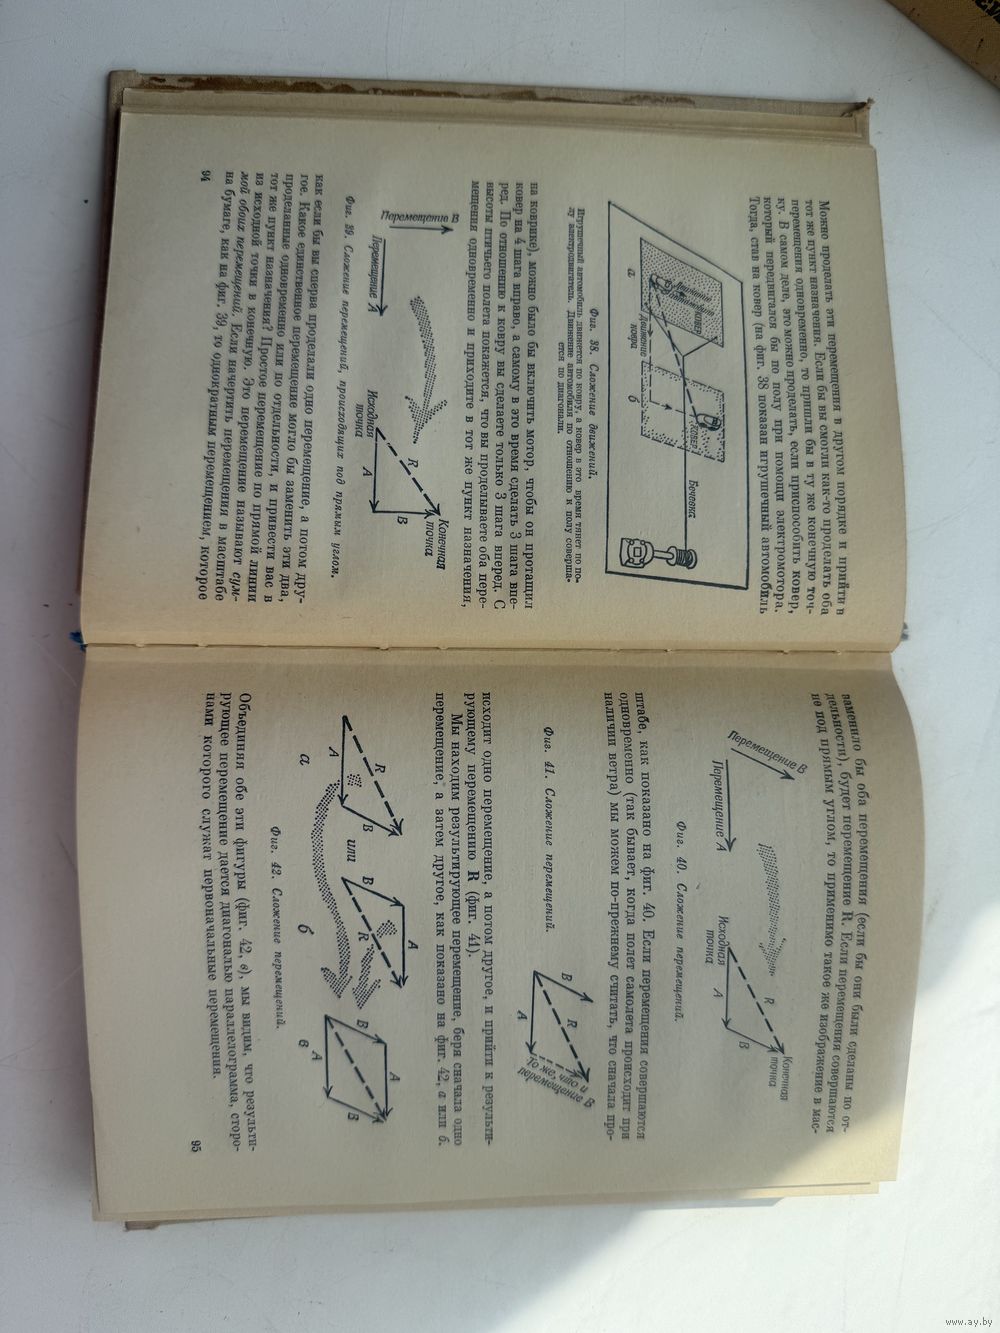 Можно проделать эти перемещения в другом порядке и прийти в
тот же пункт назначения. Если бы вы смогли как-то проделать оба
перемещения одновременно, то пришли бы в ту же конечную точ-
ку. В самом деле, это можно проделать, если приспособить ковер,
который передвигался бы по полу при помощи электромотора.
Тогда, став на ковер (на фиг. 38 показан игрушечный автомобиль
Движение
автомобиля
КОВЕР
а
Движение
ковра
б
КОВЕР
Бечевка
Фиг. 38. Сложение движений.
Игрушечный автомобиль движется по ковру, а ковер в это время тянет по по-
лу электродвигатель. Движение автомобиля по отношению к полу соверша-
ется по диагонали.
на коврике), можно было бы включить мотор, чтобы он протащил
ковер на 4 шага вправо, а самому в это время сделать 3 шага впе-
ред. По отношению к ковру вы сделаете только 3 шага вперед. С
высоты птичьего полета покажется, что вы проделываете оба пере-
мещения одновременно и приходите в тот же пункт назначения,
Перемещение В
Перемещение А
Исходная
точка
R
А
В
Конечная
точка
Фиг. 39. Сложение перемещений, происходящих под прямым углом.
как если бы вы сперва проделали одно перемещение, а потом дру-
гое. Какое единственное перемещение могло бы заменить эти два,
проделанные одновременно или по отдельности, и привести вас в
тот же пункт назначения? Простое перемещение по прямой линии
из исходной точки в конечную. Это перемещение называют сум-
мой обоих перемещений. Если начертить перемещения в масштабе
на бумаге, как на фиг. 39, то однократным перемещением, которое
94
заменило бы оба перемещения (если бы они были сделаны по от-
дельности), будет перемещение R. Если перемещения совершаются
не под прямым углом, то применимо такое же изображение в мас-
Перемещение В
Перемещение А
Исходная
точка
R
А
В
Конечная
точка
Фиг. 40. Сложение перемещений.
штабе, как показано на фиг. 40. Если перемещения совершаются
одновременно (так бывает, когда полет самолета происходит при
наличии ветра) мы можем по-прежнему считать, что сначала про-
В
R
А
То же, что и
перемещение В
Фиг. 41. Сложение перемещений.
исходит одно перемещение, а потом другое, и прийти к результи-
рующему перемещению R (фиг. 41).
Мы находим результирующее перемещение, беря сначала одно
перемещение, а затем другое, как показано на фиг. 42, а или б.
R
А
В
а
или
А
В
R
б
А
В
А
В
в
Фиг. 42. Сложение перемещений.
Объединяя обе эти фигуры (фиг. 42, в), мы видим, что результи-
рующее перемещение дается диагональю параллелограмма, сторо-
нами которого служат первоначальные перемещения.
95
www.ay.by